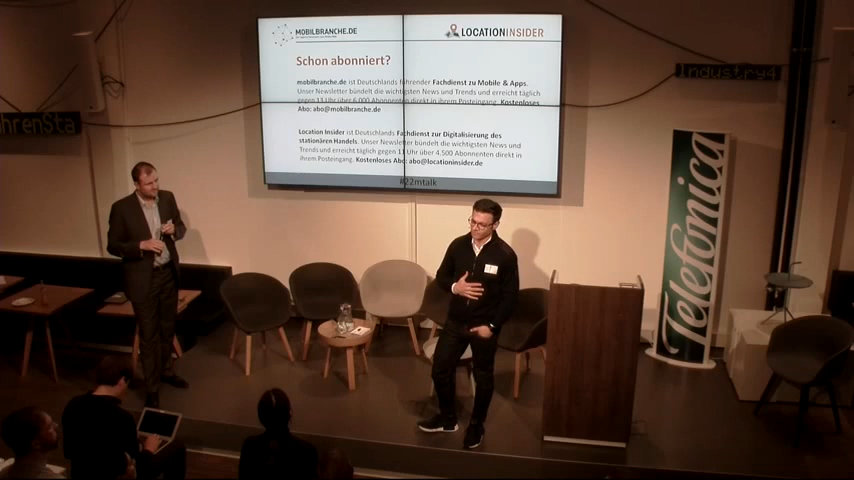 MOBILBRANCHE.DE
LOCATIONINSIDER
Schon abonniert?
mobilbranche.de ist Deutschlands führender Fachdienst zu Mobile & Apps.
Unser Newsletter bündelt die wichtigsten News und Trends und erreicht täglich
gegen 11 Uhr über 6.000 Abonnenten direkt in ihrem Posteingang. Kostenloses
Abo: abo@mobilbranche.de
Location Insider ist Deutschlands Fachdienst zur Digitalisierung des
stationären Handels. Unser Newsletter bündelt die wichtigsten News und
Trends und erreicht täglich gegen 11 Uhr über 4.500 Abonnenten direkt in
ihrem Posteingang. Kostenloses Abo: abo@locationinsider.de
#22mtalk
Industry4
hrenSta
Telefónica